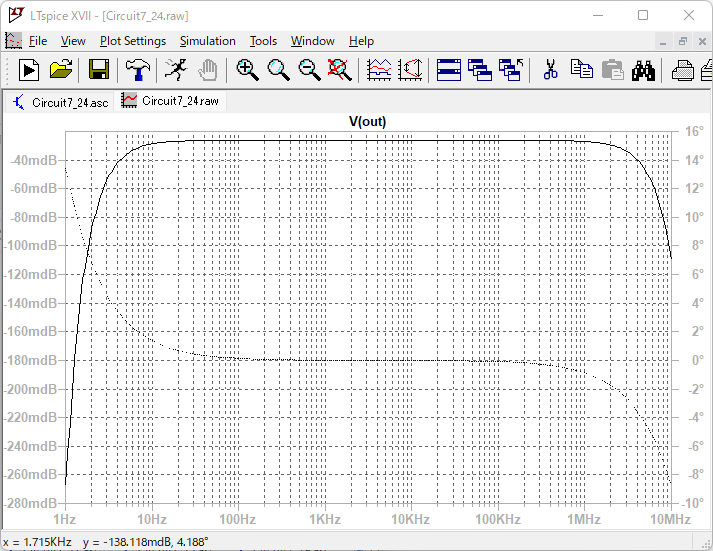 LTspice XVII - [Circuit7_24.raw]
File View Plot Settings Simulation Tools Window Help
Circuit7_24.asc Circuit7_24.raw
V(out)
16°
-40mdB 14°
-60mdB 12°
-80mdB 10°
-100mdB 8°
-120mdB 6°
-140mdB 4°
-160mdB 2°
-180mdB 0°
-200mdB -2°
-220mdB -4°
-240mdB -6°
-260mdB -8°
-280mdB -10°
1Hz 10Hz 100Hz 1KHz 10KHz 100KHz 1MHz 10MHz
x = 1.715KHz y = -138.118mdB, 4.188°